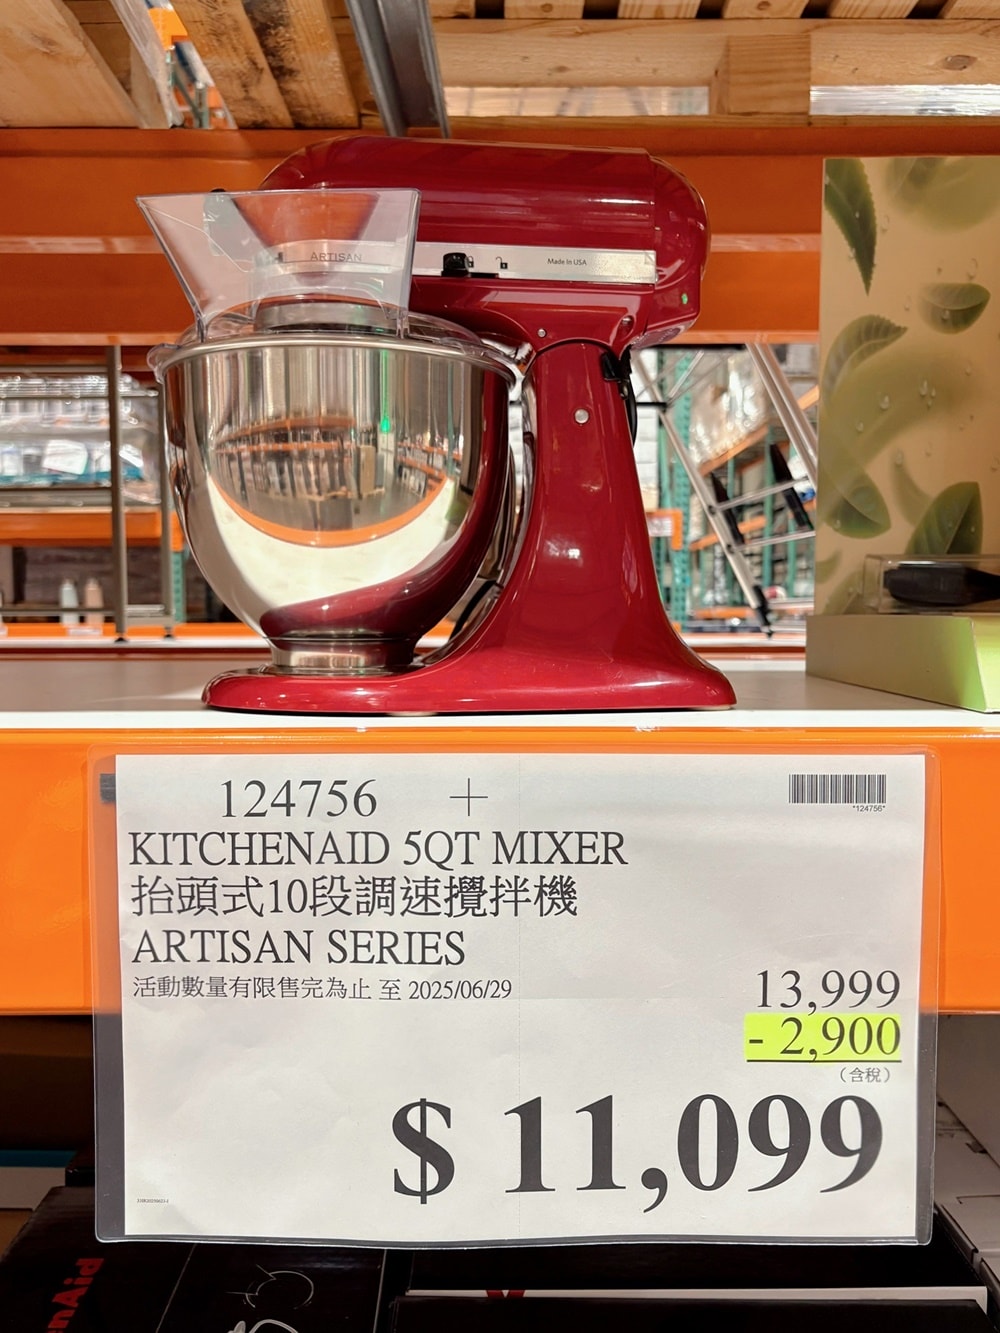 ARTISAN
Made In USA
124756 +
*124756*
KITCHENAID 5QT MIXER
抬頭式10段調速攪拌機
ARTISAN SERIES
活動數量有限售完為止 至 2025/06/29
13,999
- 2,900
（含稅）
$ 11,099
nAid